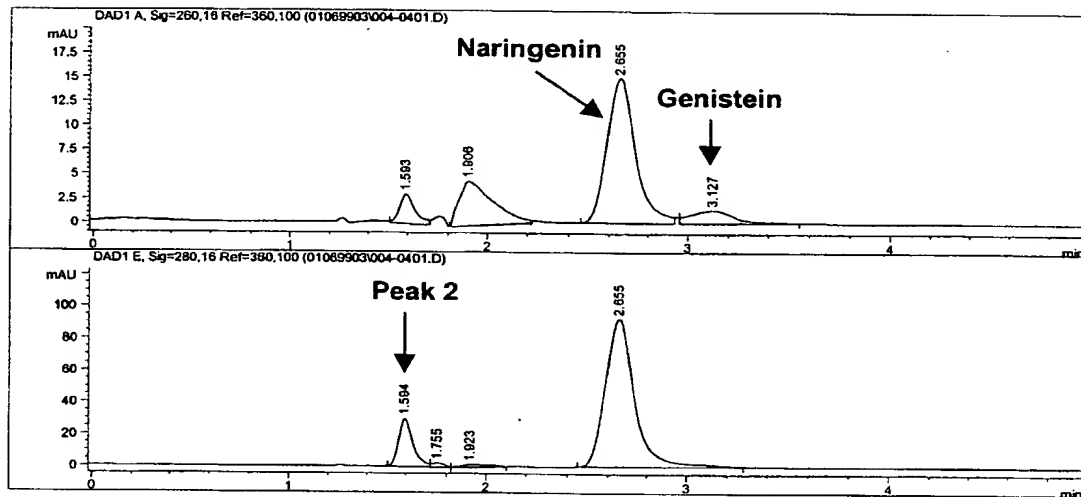 DAD1 A, Sig=260,16 Ref=360,100 (01069903\004-0401.D)
mAU
17.5
15
12.5
10
7.5
5
2.5
0
Naringenin
Genistein
1.593
1.906
2.655
3.127
0 1 2 3 4 min
DAD1 E, Sig=280,16 Ref=360,100 (01069903\004-0401.D)
mAU
100
80
60
40
20
0
Peak 2
1.594
1.755
1.923
2.655
0 1 2 3 4 min